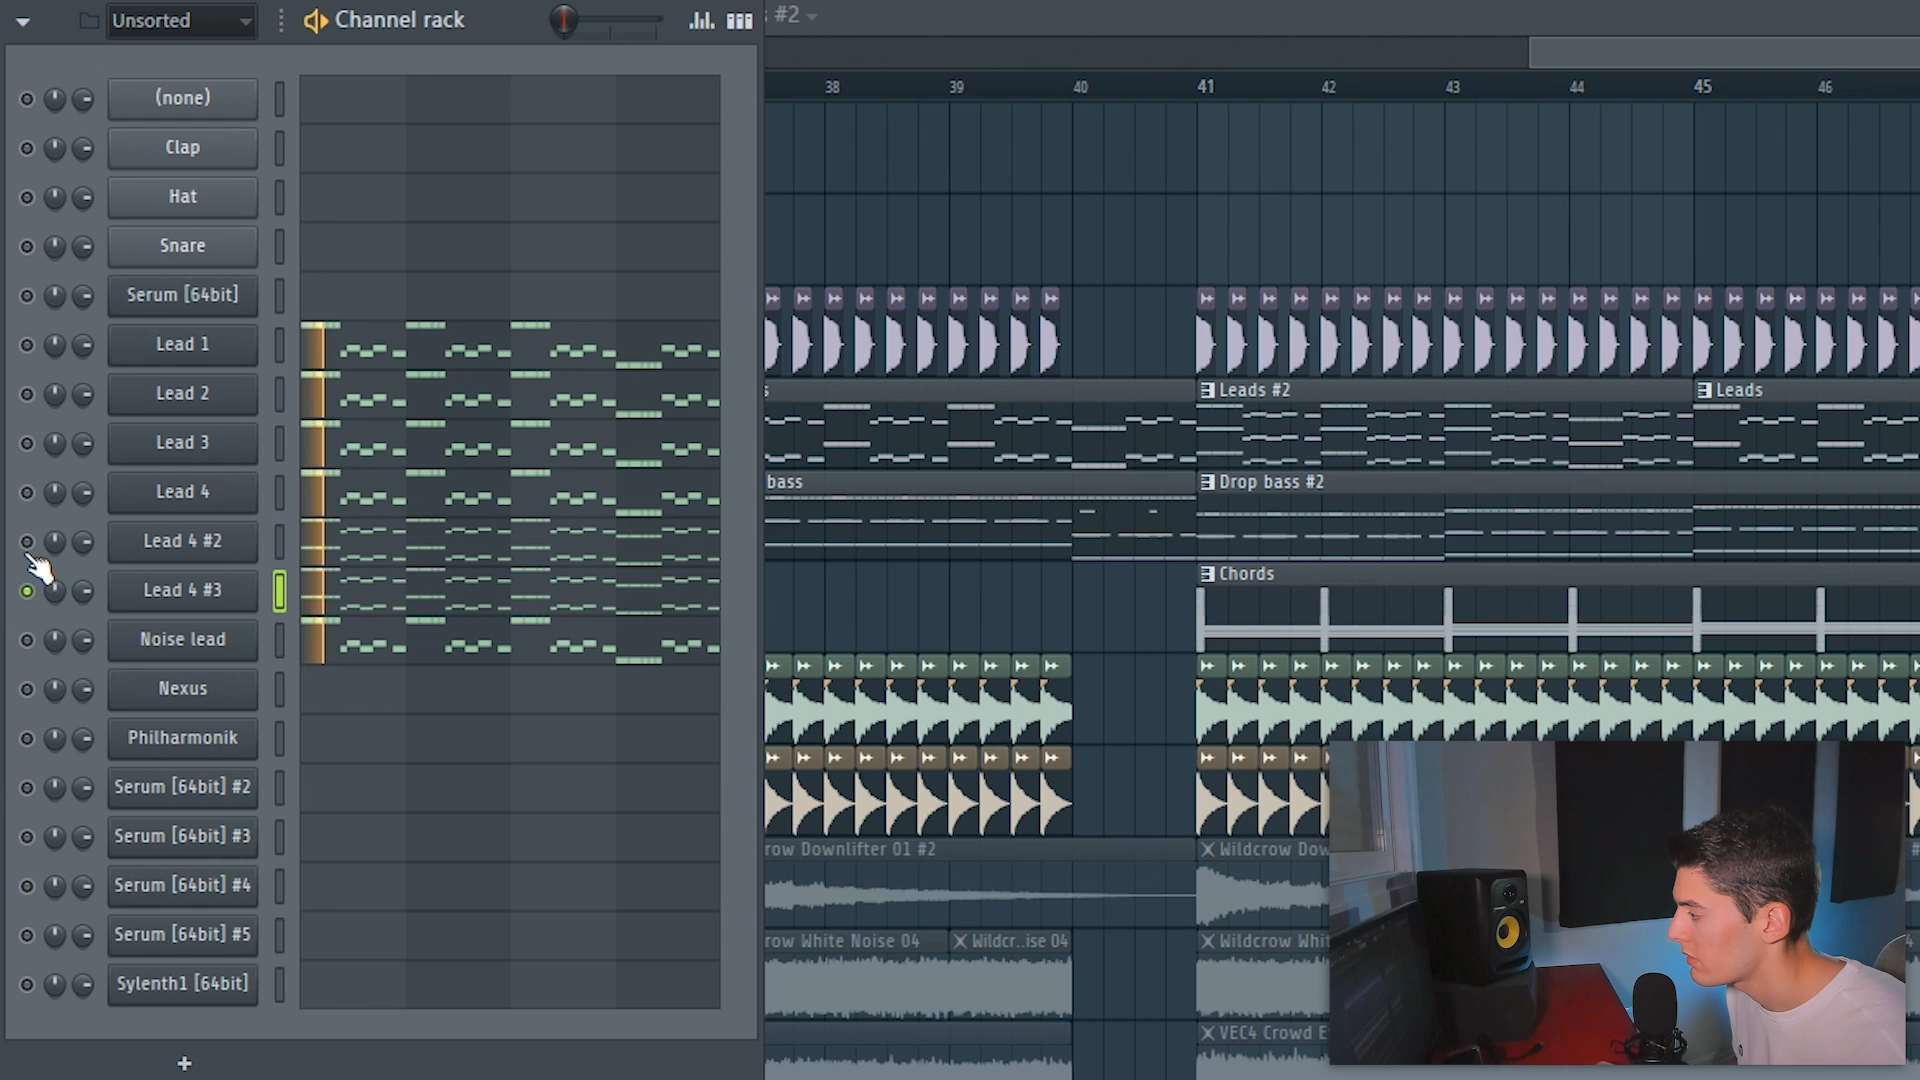 Unsorted
Channel rack
#2
38
39
40
41
42
43
44
45
46
(none)
Clap
Hat
Snare
Serum [64bit]
Lead 1
Lead 2
Lead 3
Lead 4
Lead 4 #2
Lead 4 #3
Noise lead
Nexus
Philharmonik
Serum [64bit] #2
Serum [64bit] #3
Serum [64bit] #4
Serum [64bit] #5
Sylenth1 [64bit]
+
Leads #2
Leads
bass
Drop bass #2
Chords
row Downlifter 01 #2
Wildcrow Dow
row White Noise 04
Wildcr..ise 04
Wildcrow Whi
VEC4 Crowd E